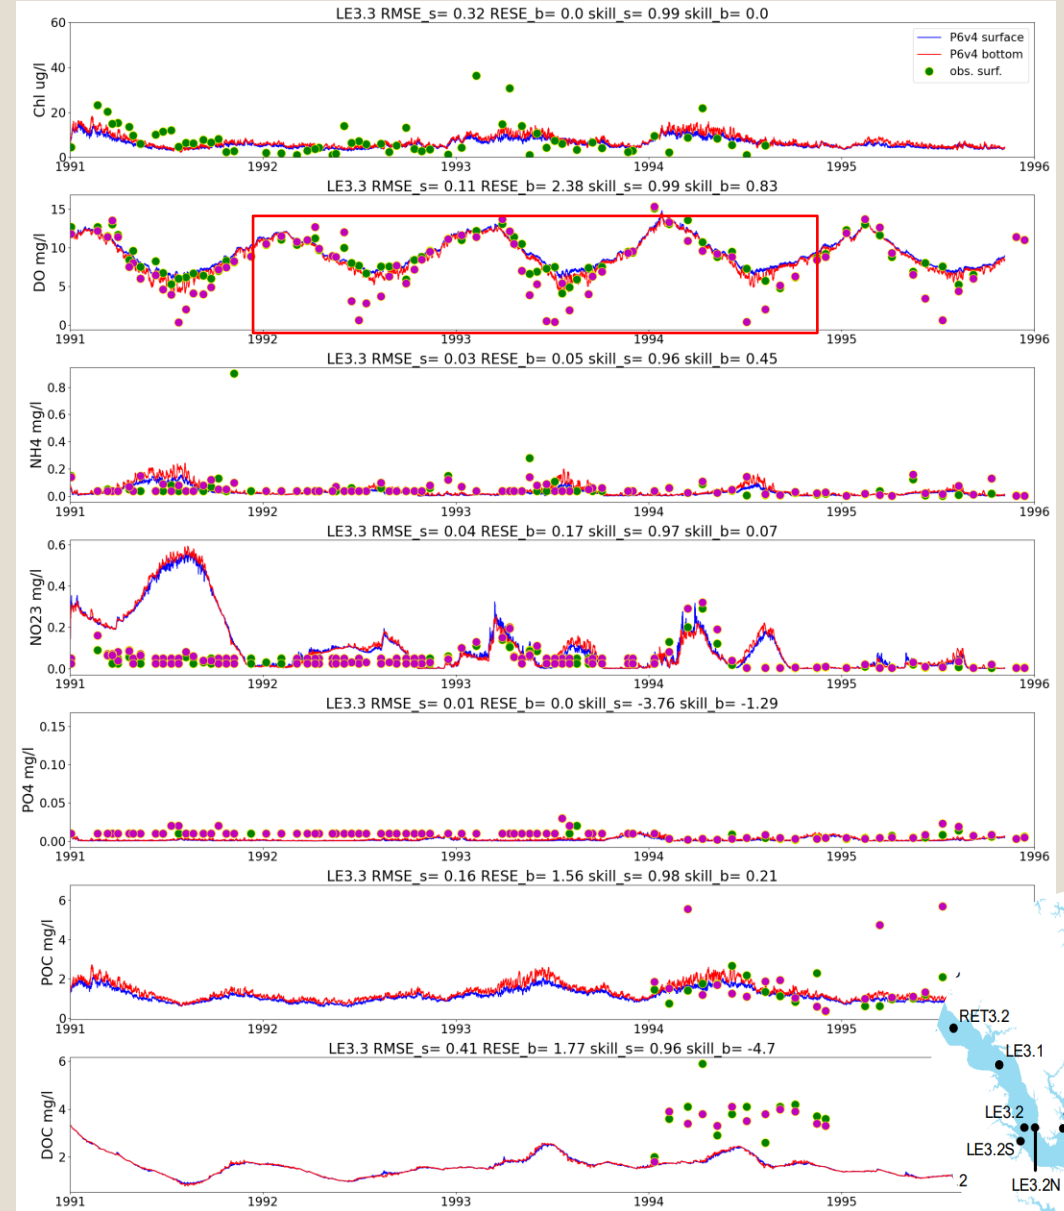 LE3.3 RMSE_s= 0.32 RESE_b= 0.0 skill_s= 0.99 skill_b= 0.0
Chl ug/l
60
40
20
0
P6v4 surface
P6v4 bottom
obs. surf.
1991 1992 1993 1994 1995 1996
LE3.3 RMSE_s= 0.11 RESE_b= 2.38 skill_s= 0.99 skill_b= 0.83
DO mg/l
15
10
5
0
1991 1992 1993 1994 1995 1996
LE3.3 RMSE_s= 0.03 RESE_b= 0.05 skill_s= 0.96 skill_b= 0.45
NH4 mg/l
0.8
0.6
0.4
0.2
0.0
1991 1992 1993 1994 1995 1996
LE3.3 RMSE_s= 0.04 RESE_b= 0.17 skill_s= 0.97 skill_b= 0.07
NO23 mg/l
0.6
0.4
0.2
0.0
1991 1992 1993 1994 1995 1996
LE3.3 RMSE_s= 0.01 RESE_b= 0.0 skill_s= -3.76 skill_b= -1.29
PO4 mg/l
0.15
0.10
0.05
0.00
1991 1992 1993 1994 1995 1996
LE3.3 RMSE_s= 0.16 RESE_b= 1.56 skill_s= 0.98 skill_b= 0.21
POC mg/l
6
4
2
0
1991 1992 1993 1994 1995
LE3.3 RMSE_s= 0.41 RESE_b= 1.77 skill_s= 0.96 skill_b= -4.7
DOC mg/l
6
4
2
1991 1992 1993 1994 1995
RET3.2
LE3.1
LE3.2
LE3.2S
.2
LE3.2N